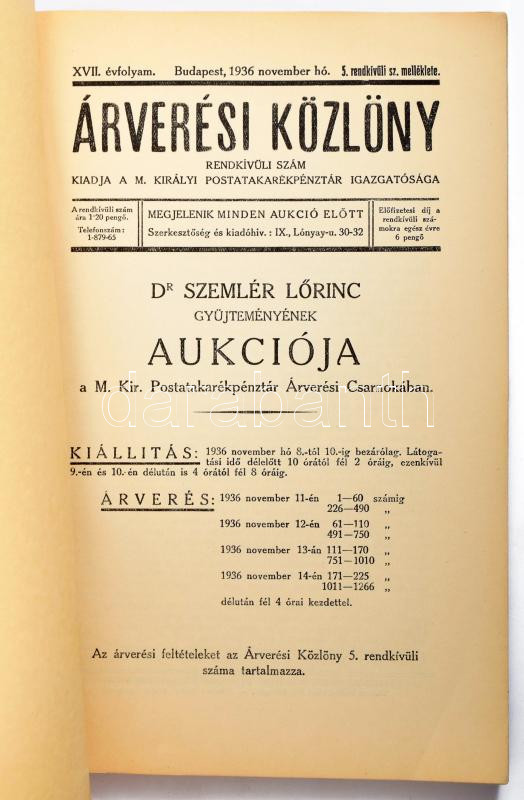 XVII. évfolyam. Budapest, 1936 november hó. 5. rendkívüli sz. melléklete.
ÁRVERÉSI KÖZLÖNY
RENDKÍVÜLI SZÁM
KIADJA A M. KIRÁLYI POSTATAKARÉKPÉNZTÁR IGAZGATÓSÁGA
A rendkívüli szám
ára 1·20 pengő.
Telefonszám:
1-879-65
MEGJELENIK MINDEN AUKCIÓ ELŐTT
Szerkesztőség és kiadóhiv.: IX., Lónyay-u. 30-32
Előfizetesi díj a
rendkívüli szá-
mokra egész évre
6 pengő
DR SZEMLÉR LŐRINC
GYÜJTEMÉNYÉNEK
AUKCIÓJA
a M. Kir. Postatakarékpénztár Árverési Csarnokában.
darabanth
KIÁLLITÁS: 1936 november hó 8.-tól 10.-ig bezárólag. Látoga-
tási idő délelőtt 10 órától fél 2 óráig, ezenkívül
9.-én és 10.-én délután is 4 órától fél 8 óráig.
ÁRVERÉS: 1936 november 11-én 1—60 számig
226—490 „
1936 november 12-én 61—110 „
491—750 „
1936 november 13-án 111—170 „
751—1010 „
1936 november 14-én 171—225 „
1011—1266 „
délután fél 4 órai kezdettel.
Az árverési feltételeket az Árverési Közlöny 5. rendkívüli
száma tartalmazza.